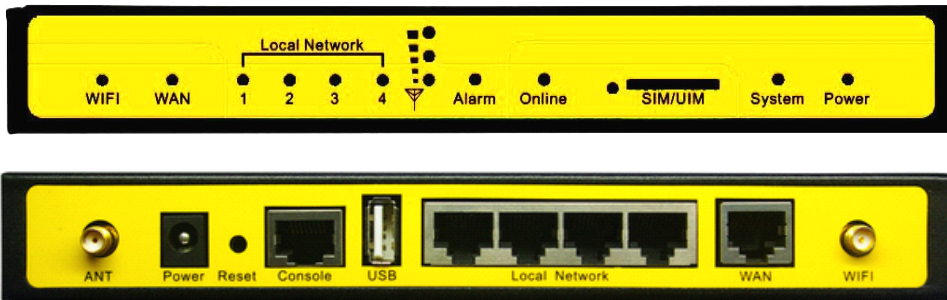 Local Network
WIFI WAN 1 2 3 4 Alarm Online SIM/UIM System Power
ANT Power Reset Console USB Local Network WAN WIFI